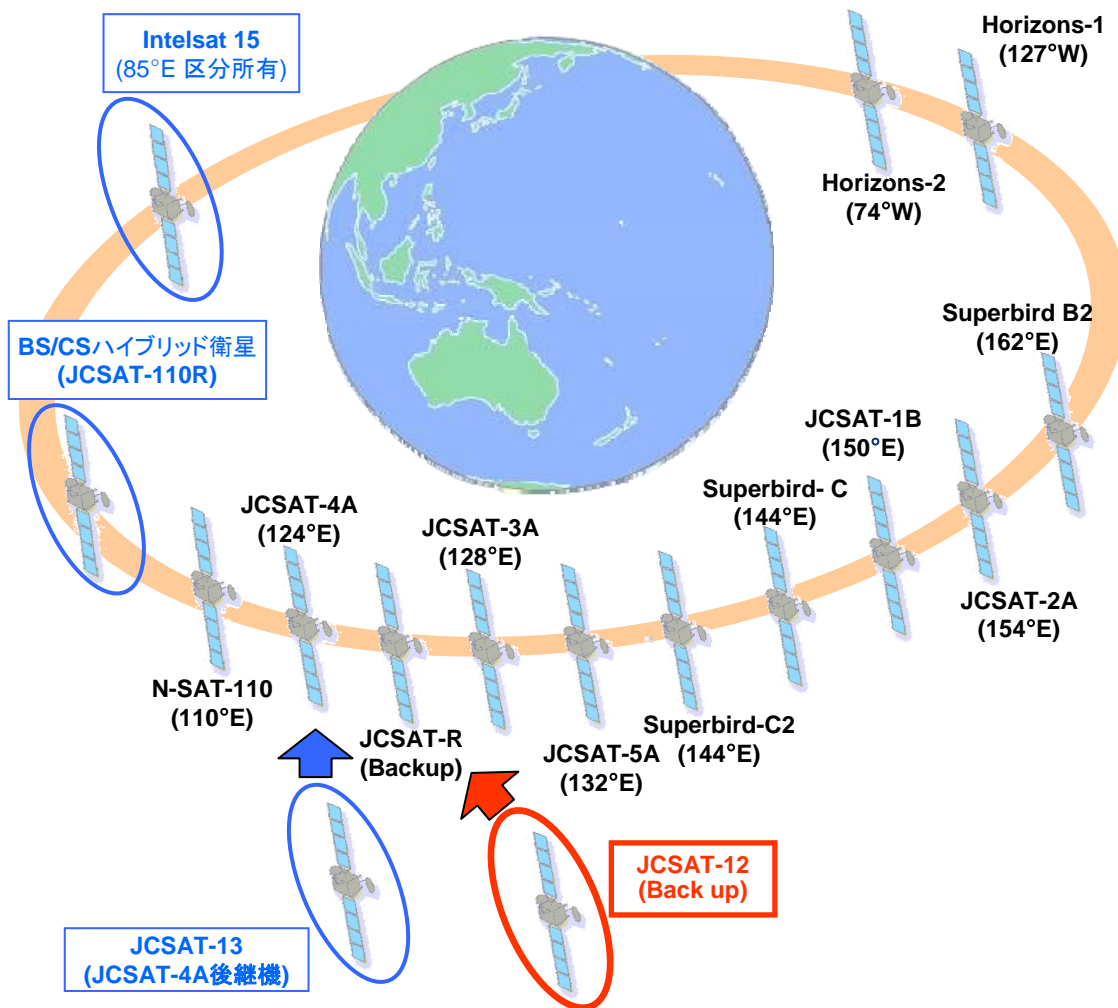 Intelsat 15
(85°E 区分所有)
Horizons-1
(127°W)
Horizons-2
(74°W)
BS/CSハイブリッド衛星
(JCSAT-110R)
Superbird B2
(162°E)
JCSAT-1B
(150°E)
Superbird- C
(144°E)
JCSAT-4A
(124°E)
JCSAT-3A
(128°E)
JCSAT-2A
(154°E)
N-SAT-110
(110°E)
JCSAT-R
(Backup)
JCSAT-5A
(132°E)
Superbird-C2
(144°E)
JCSAT-12
(Back up)
JCSAT-13
(JCSAT-4A後継機)